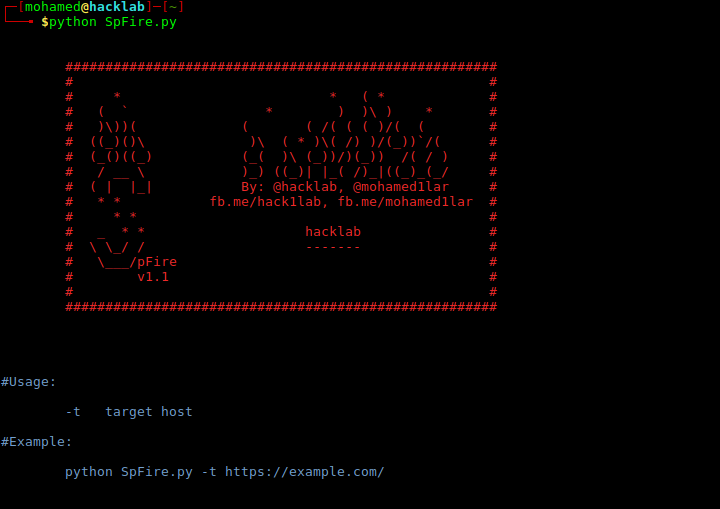 ┌─[mohamed@hacklab]─[~]
└──╼ $python SpFire.py
######################################################
#                                                    #
#     *                          *   ( *             #
#   (  `                 *        )  )\ )    *       #
#   )\))(             (       ( /( ( ( )/(  (        #
#  ((_)()\             )\  ( * )\( /) )/(_))`/(      #
#  (_()((_)           (_(  )\ (_))/)(_))  /( / )     #
#   / __ \            )_) ((_)| |_( /)_|((_)_(_/     #
#  ( |  |_|           By: @hacklab, @mohamed1lar     #
#   * *           fb.me/hack1lab, fb.me/mohamed1lar  #
#     * *                                            #
#   _  * *                    hacklab                #
#  \ \_/ /                    -------                #
#   \___/pFire                                       #
#        v1.1                                        #
#                                                    #
######################################################
#Usage:
-t   target host
#Example:
python SpFire.py -t https://example.com/